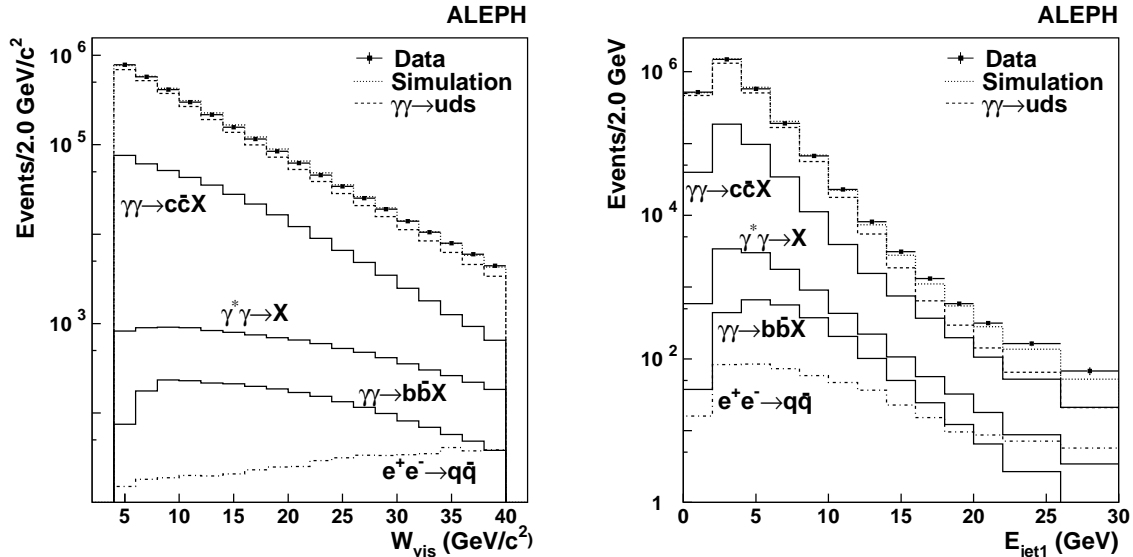 ALEPH
Events/2.0 GeV/c²
10⁶
10⁵
10³
Data
Simulation
γγ→uds
γγ→cc̄X
γ*γ→X
γγ→bb̄X
e⁺e⁻→qq̄
5 10 15 20 25 30 35 40
W_vis (GeV/c²)
ALEPH
Events/2.0 GeV
10⁶
10⁴
10²
1
Data
Simulation
γγ→uds
γγ→cc̄X
γ*γ→X
γγ→bb̄X
e⁺e⁻→qq̄
0 5 10 15 20 25 30
E_jet1 (GeV)